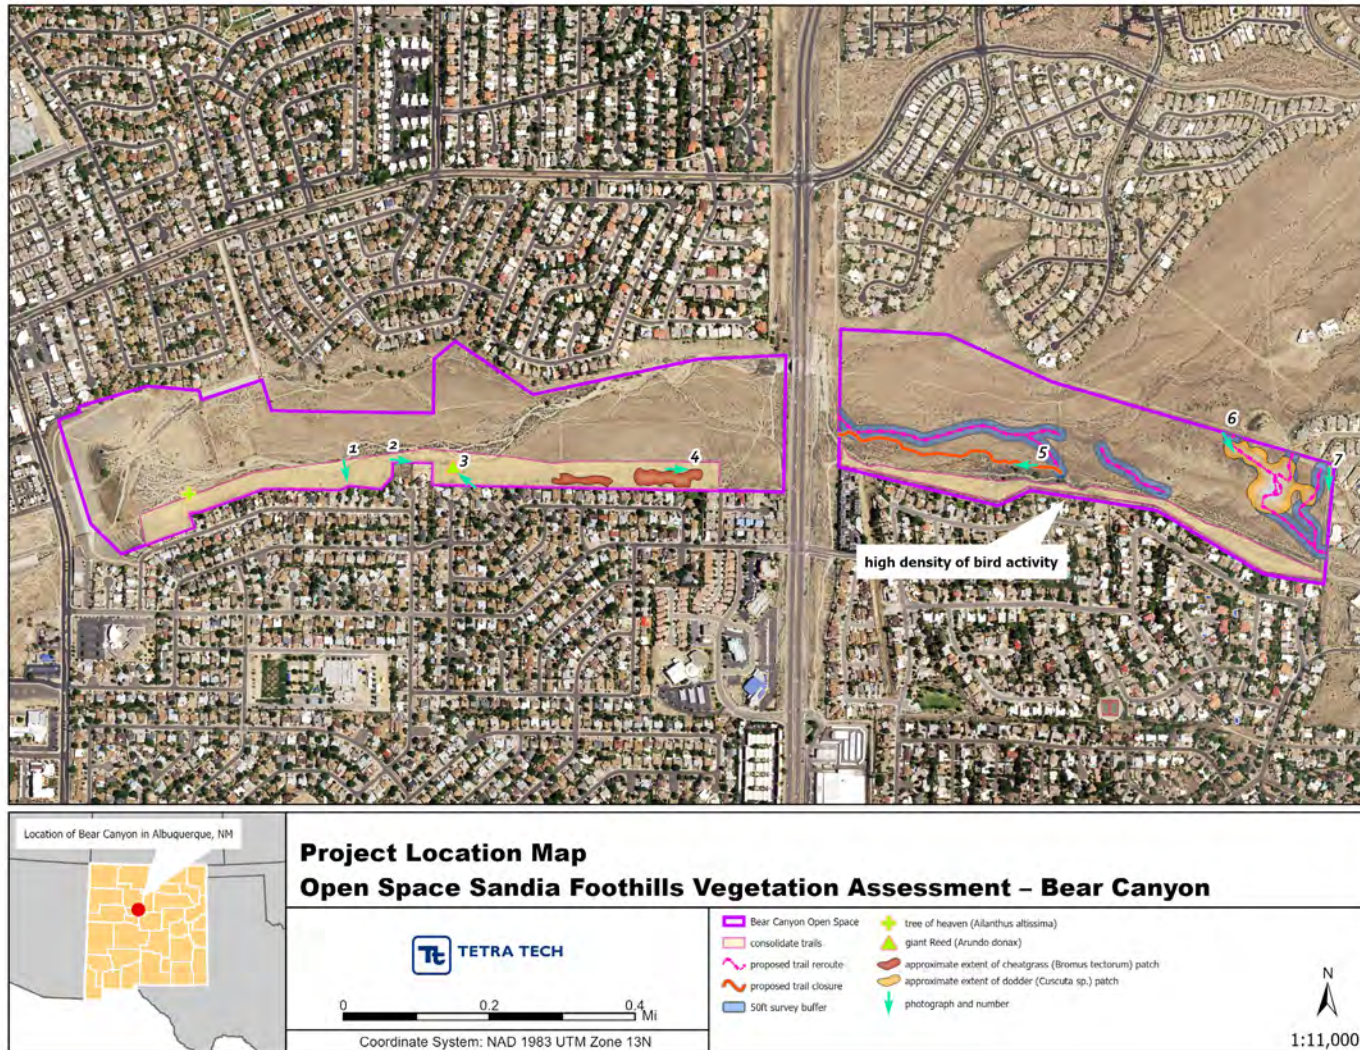 1
2
3
4
5
6
7
high density of bird activity
Location of Bear Canyon in Albuquerque, NM
Project Location Map
Open Space Sandia Foothills Vegetation Assessment – Bear Canyon
Tt TETRA TECH
0 0.2 0.4
Mi
Coordinate System: NAD 1983 UTM Zone 13N
Bear Canyon Open Space
consolidate trails
proposed trail reroute
proposed trail closure
50ft survey buffer
tree of heaven (Ailanthus altissima)
giant Reed (Arundo donax)
approximate extent of cheatgrass (Bromus tectorum) patch
approximate extent of dodder (Cuscuta sp.) patch
photograph and number
N
1:11,000